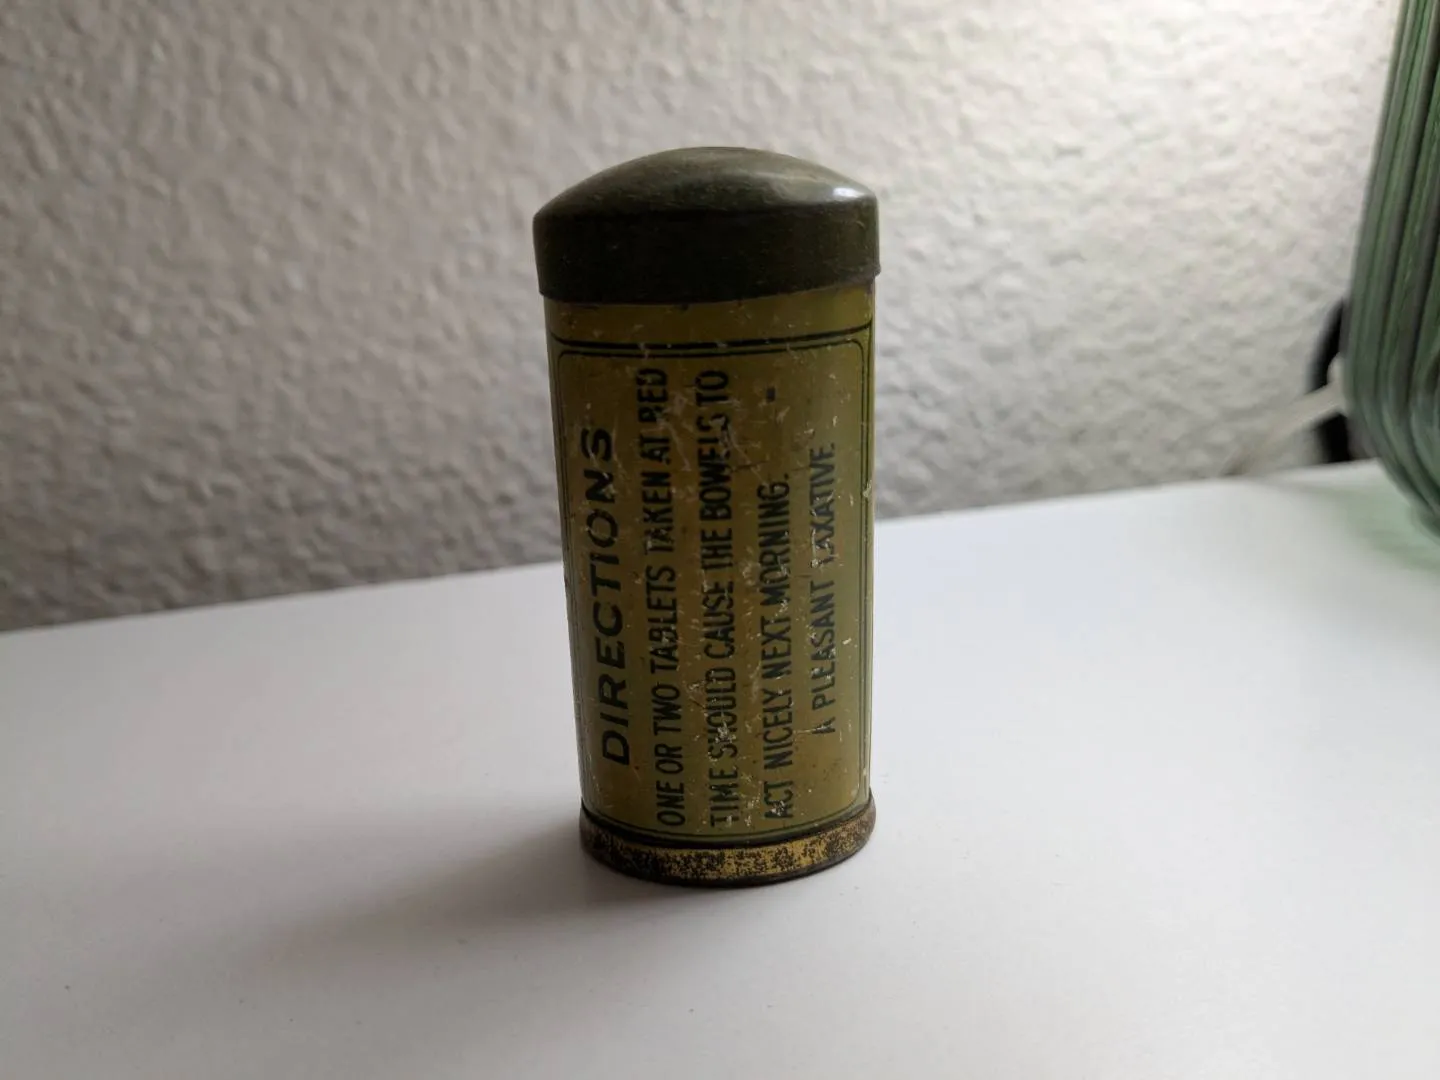 DIRECTIONS
ONE OR TWO TABLETS TAKEN AT BED
TIME SHOULD CAUSE THE BOWELS TO
ACT NICELY NEXT MORNING. -
A PLEASANT LAXATIVE